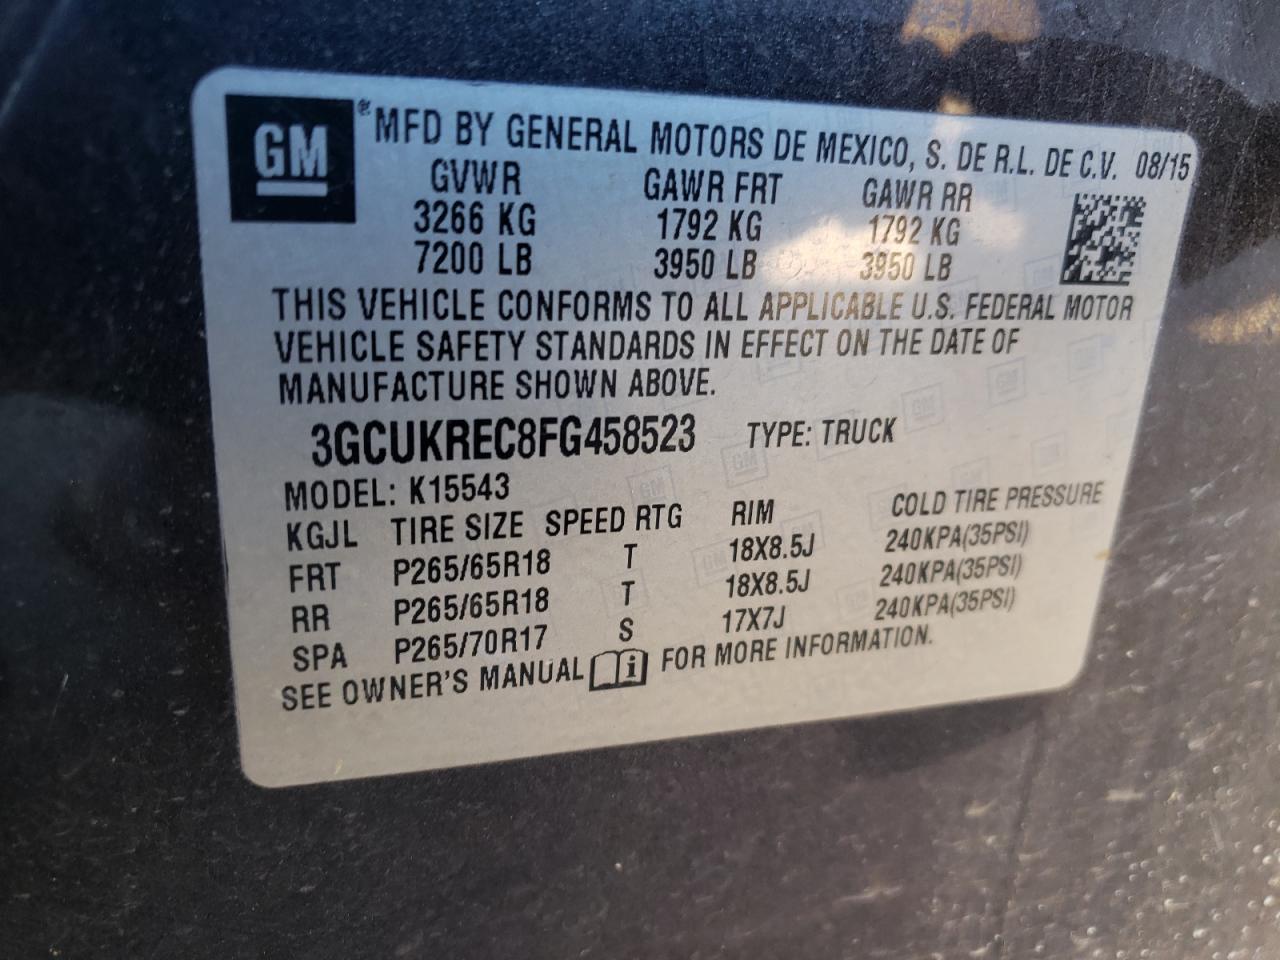 GM
® MFD BY GENERAL MOTORS DE MEXICO, S. DE R.L. DE C.V. 08/15
GVWR GAWR FRT GAWR RR
3266 KG 1792 KG 1792 KG
7200 LB 3950 LB 3950 LB
THIS VEHICLE CONFORMS TO ALL APPLICABLE U.S. FEDERAL MOTOR
VEHICLE SAFETY STANDARDS IN EFFECT ON THE DATE OF
MANUFACTURE SHOWN ABOVE.
3GCUKREC8FG458523 TYPE: TRUCK
MODEL: K15543
KGJL TIRE SIZE SPEED RTG RIM COLD TIRE PRESSURE
FRT P265/65R18 T 18X8.5J 240KPA(35PSI)
RR P265/65R18 T 18X8.5J 240KPA(35PSI)
SPA P265/70R17 S 17X7J 240KPA(35PSI)
SEE OWNER'S MANUAL i FOR MORE INFORMATION.